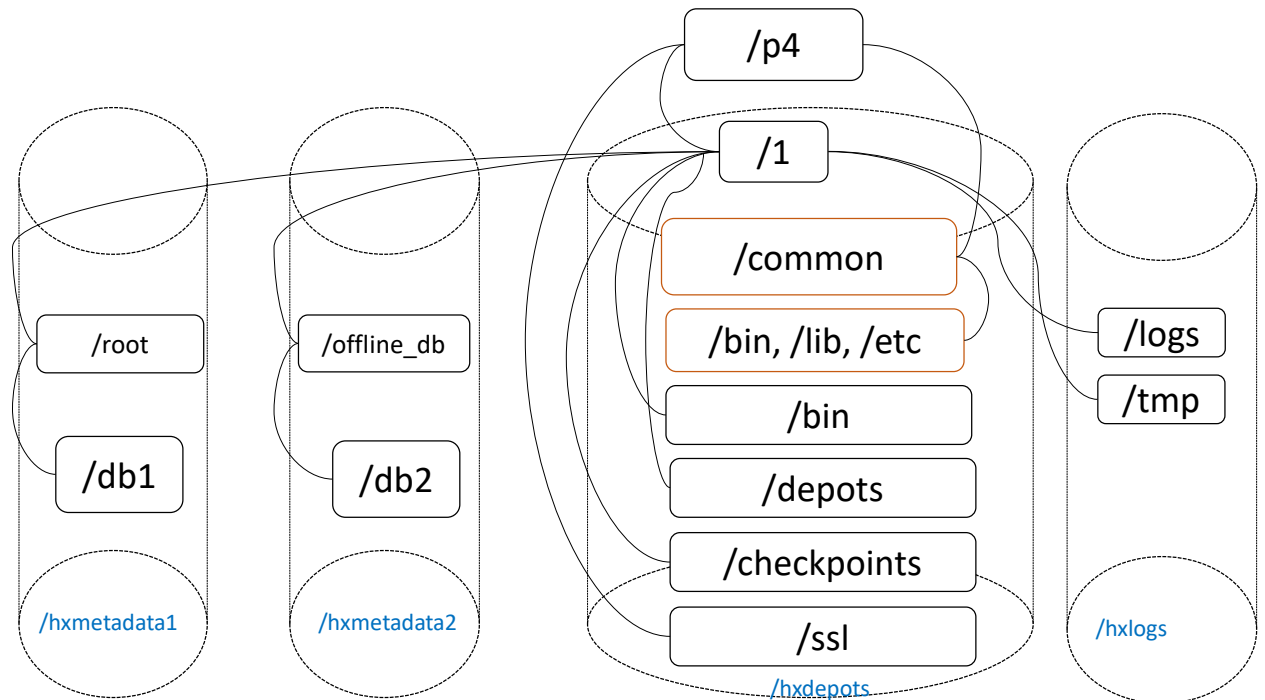 /p4
/1
/common
/root
/offline_db
/bin, /lib, /etc
/logs
/tmp
/bin
/db1
/db2
/depots
/checkpoints
/hxmetadata1
/hxmetadata2
/ssl
/hxlogs
/hxdepots